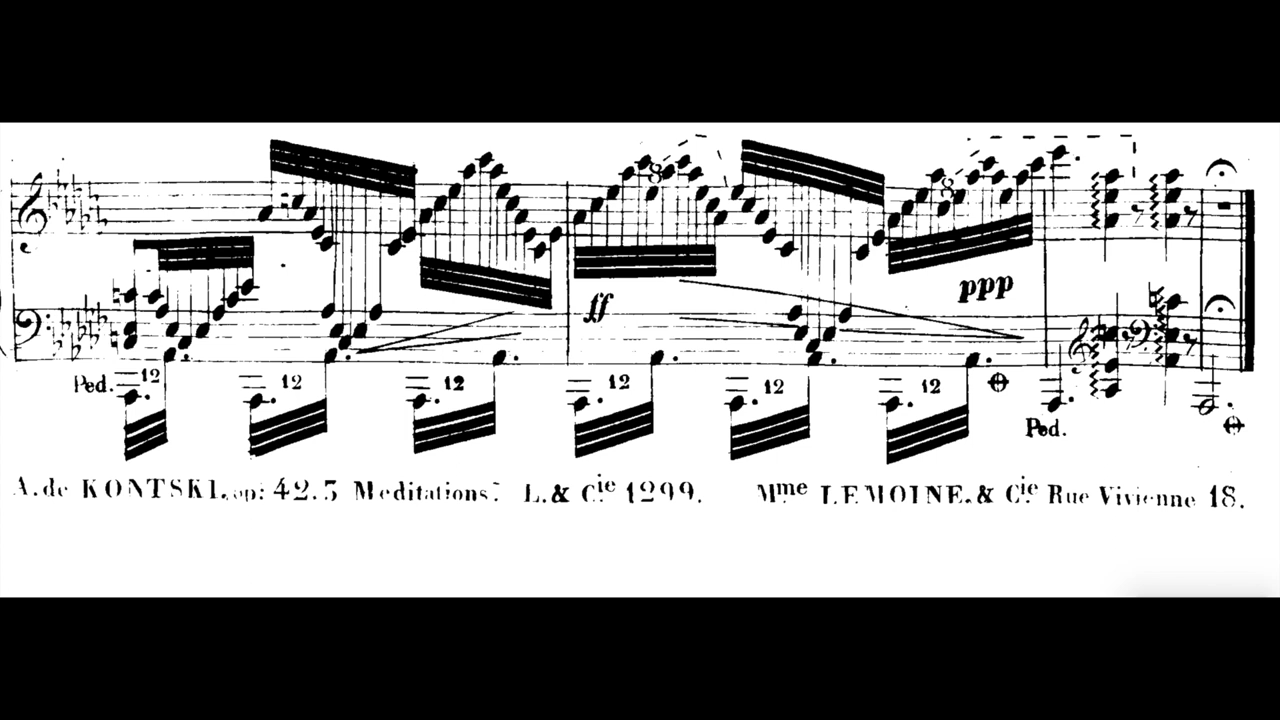 8
8
ff
ppp
Ped. 12 12 12 12 12 12
Ped.
A. de KONTSKI. op: 42. 3 Meditations. L. & Cie 1299. Mme LEMOINE. & Cie Rue Vivienne 18.